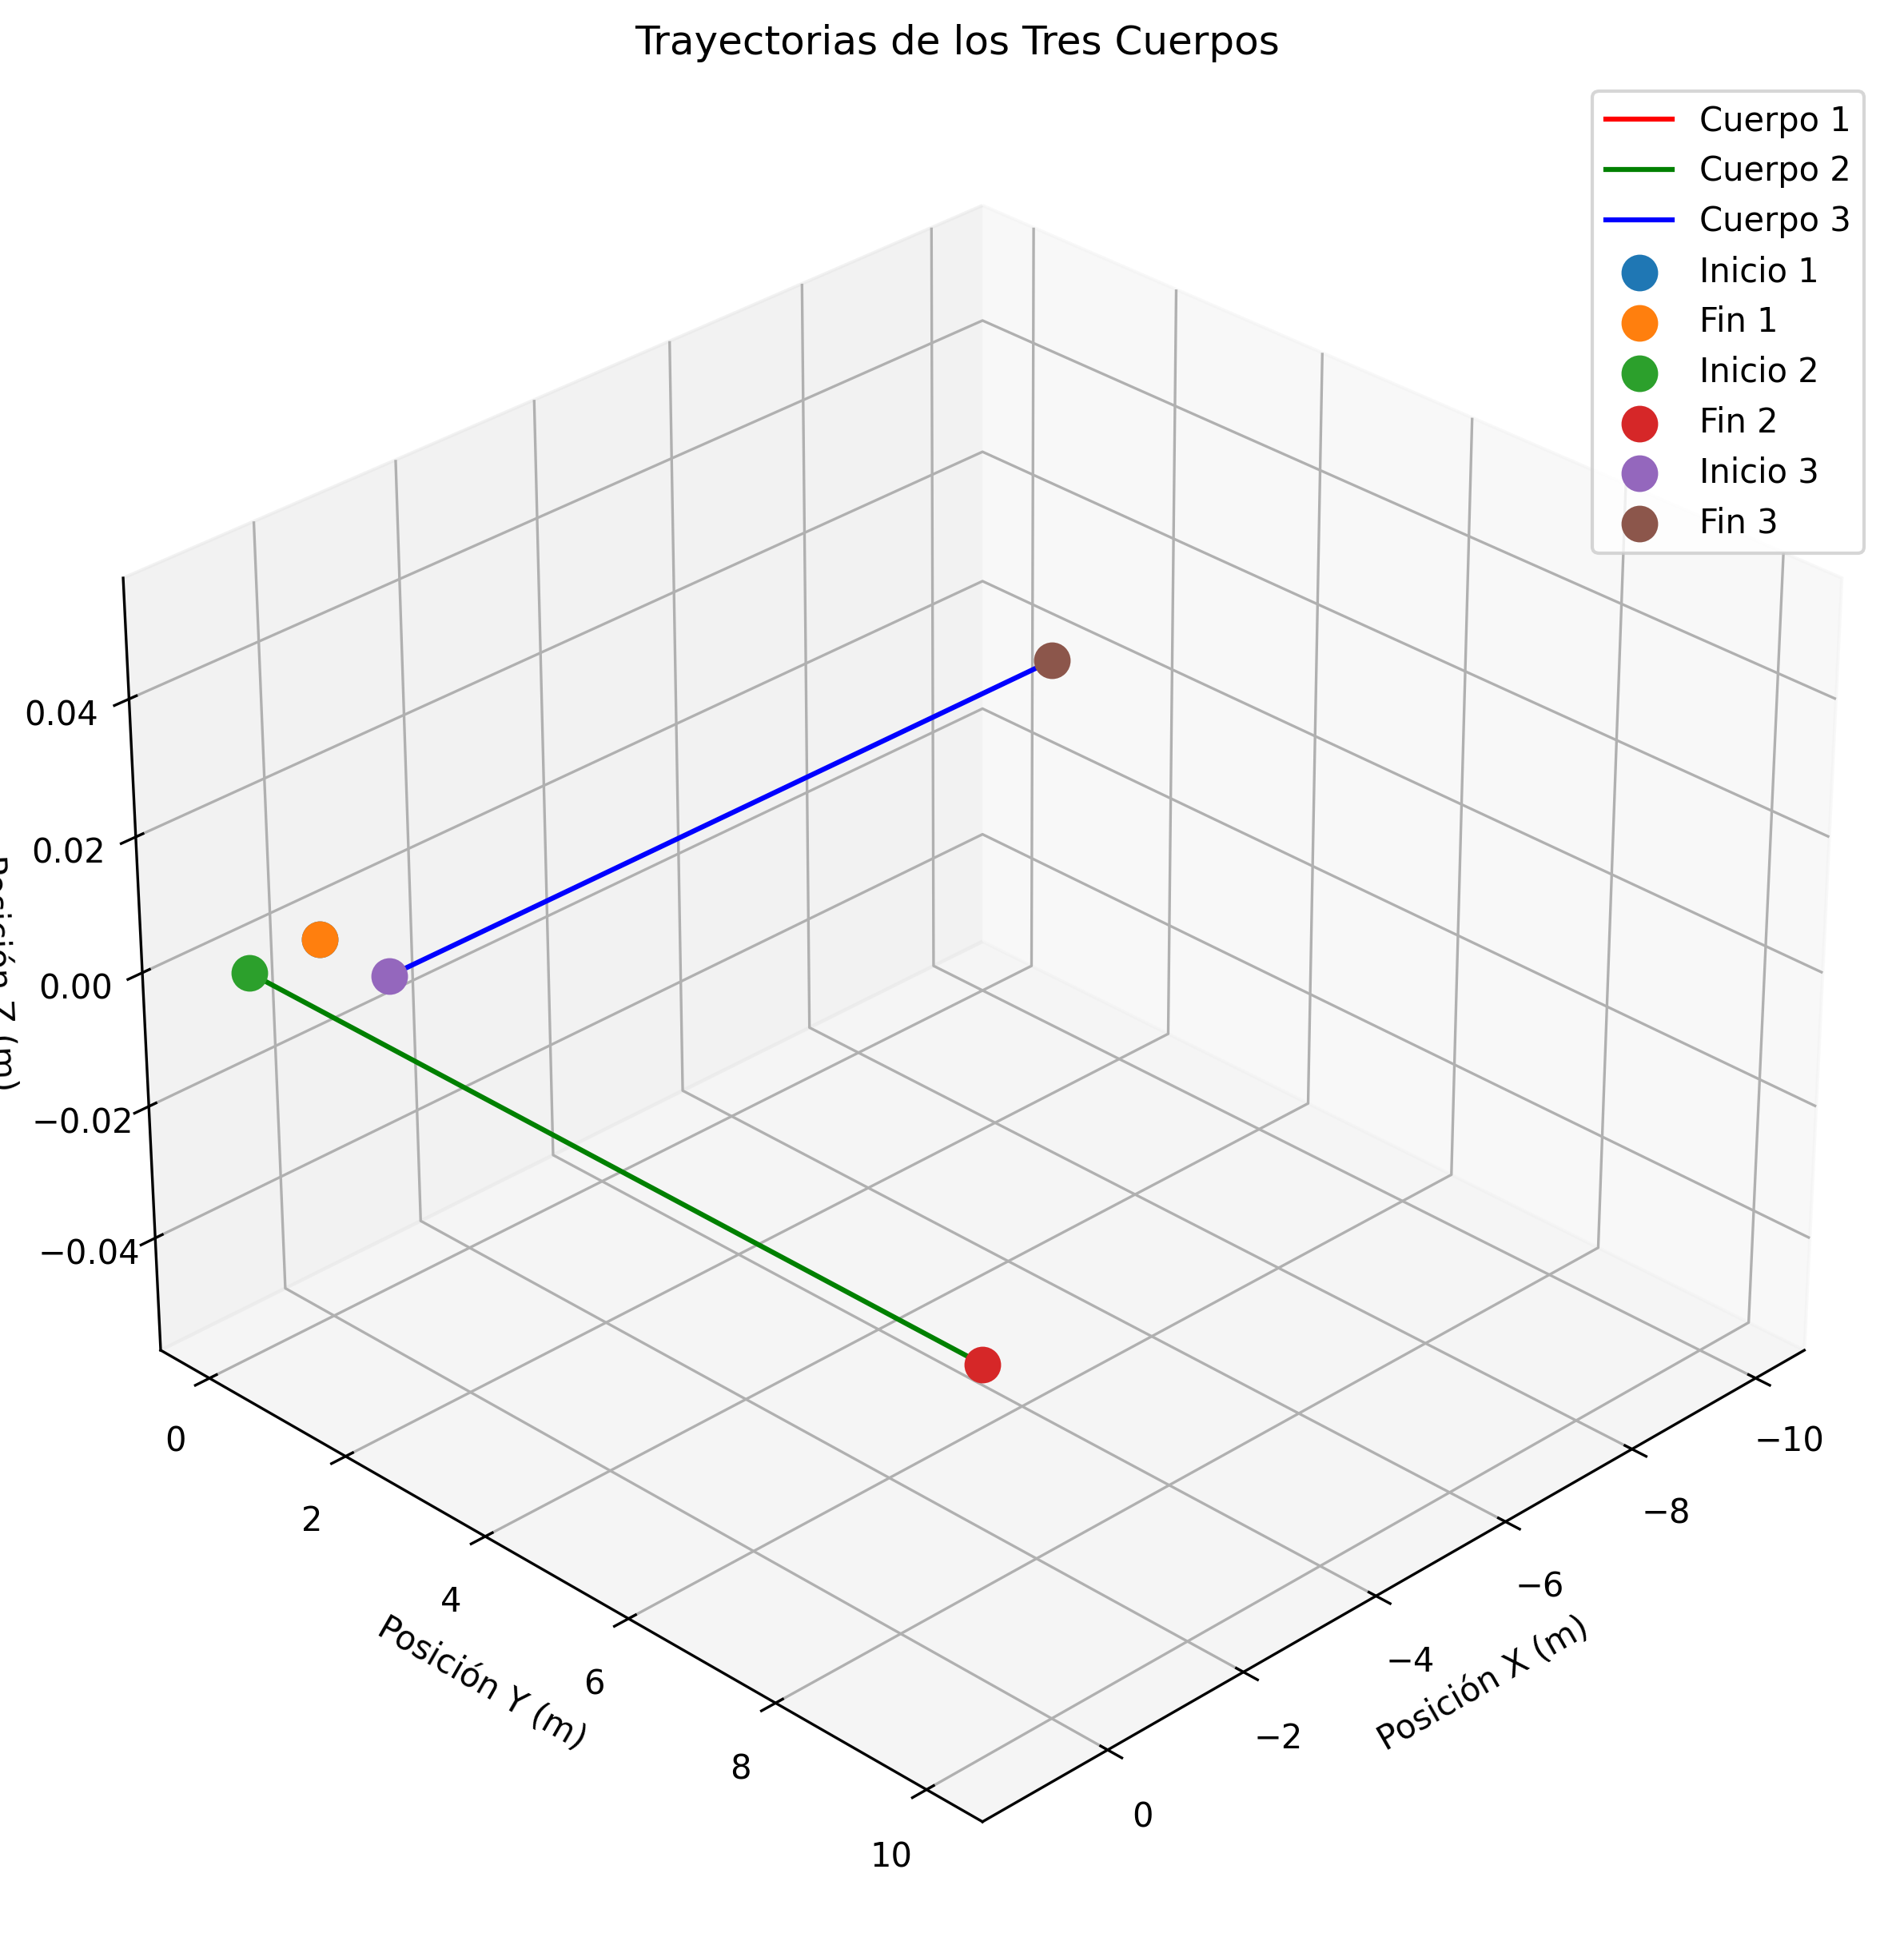 Trayectorias de los Tres Cuerpos
Cuerpo 1
Cuerpo 2
Cuerpo 3
Inicio 1
Fin 1
Inicio 2
Fin 2
Inicio 3
Fin 3
0.04
0.02
0.00
−0.02
−0.04
Posición Z (m)
0
2
4
6
8
10
Posición Y (m)
−10
−8
−6
−4
−2
0
Posición X (m)